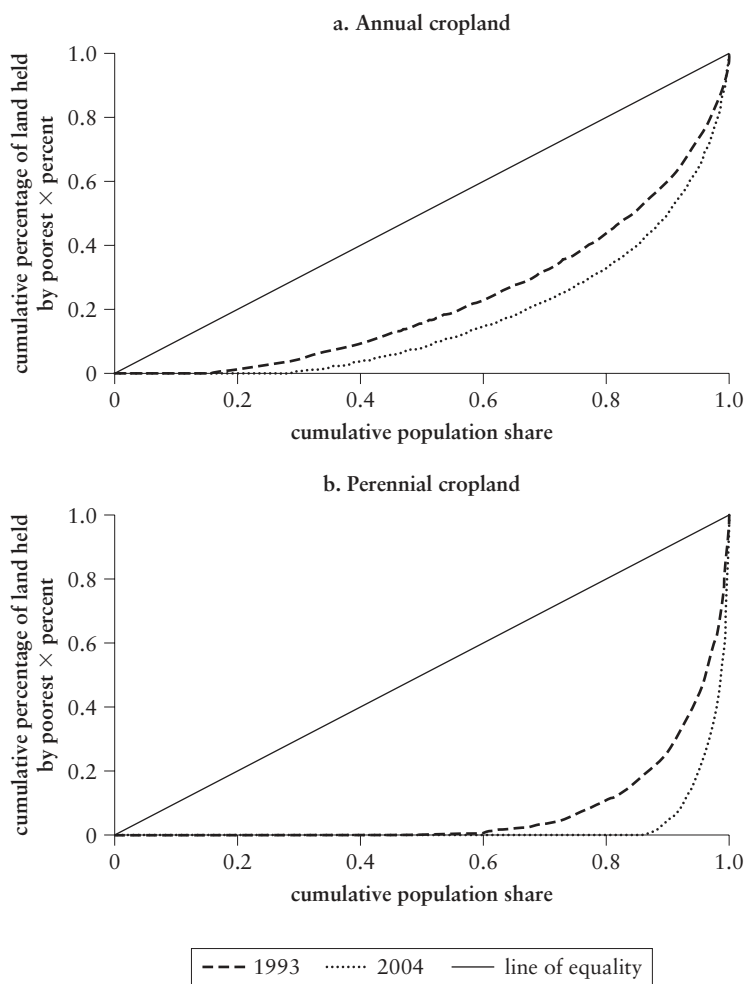 a. Annual cropland
cumulative percentage of land held
by poorest × percent
1.0
0.8
0.6
0.4
0.2
0
0 0.2 0.4 0.6 0.8 1.0
cumulative population share
b. Perennial cropland
cumulative percentage of land held
by poorest × percent
1.0
0.8
0.6
0.4
0.2
0
0 0.2 0.4 0.6 0.8 1.0
cumulative population share
1993 2004 line of equality